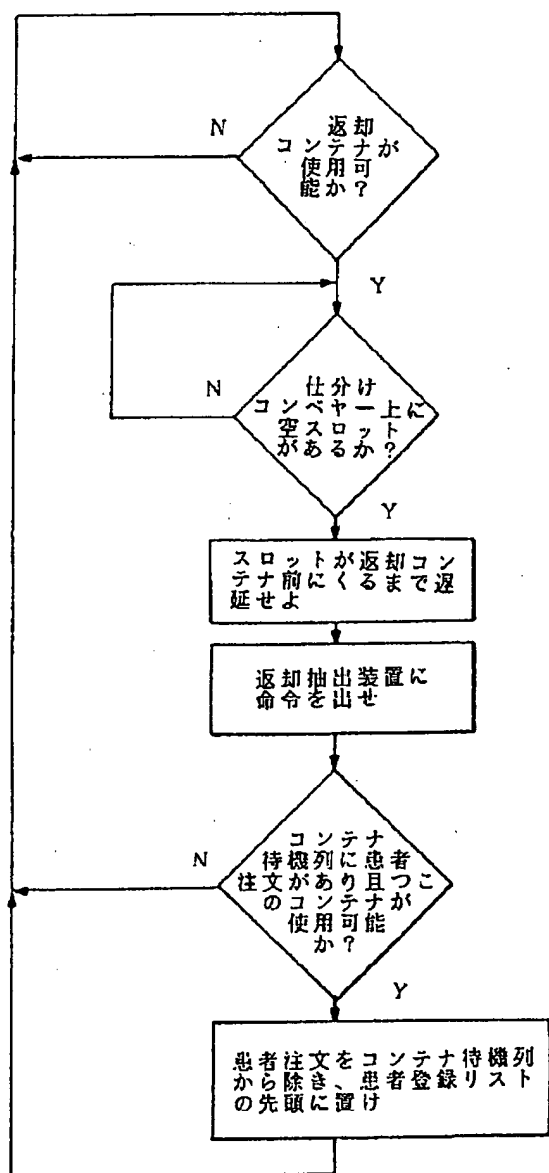 返却
コンテナが
使用可
能か？
N
Y
仕分け
コンベヤー上に
空スロット
があるか？
N
Y
スロットが返却コン
テナ前にくるまで遅
延せよ
返却抽出装置に
命令を出せ
コンテナ
待機列に患者
注文があり且つこ
のコンテナが
使用可能
か？
N
Y
患者注文をコンテナ待機列
から除き、患者登録リスト
の先頭に置け